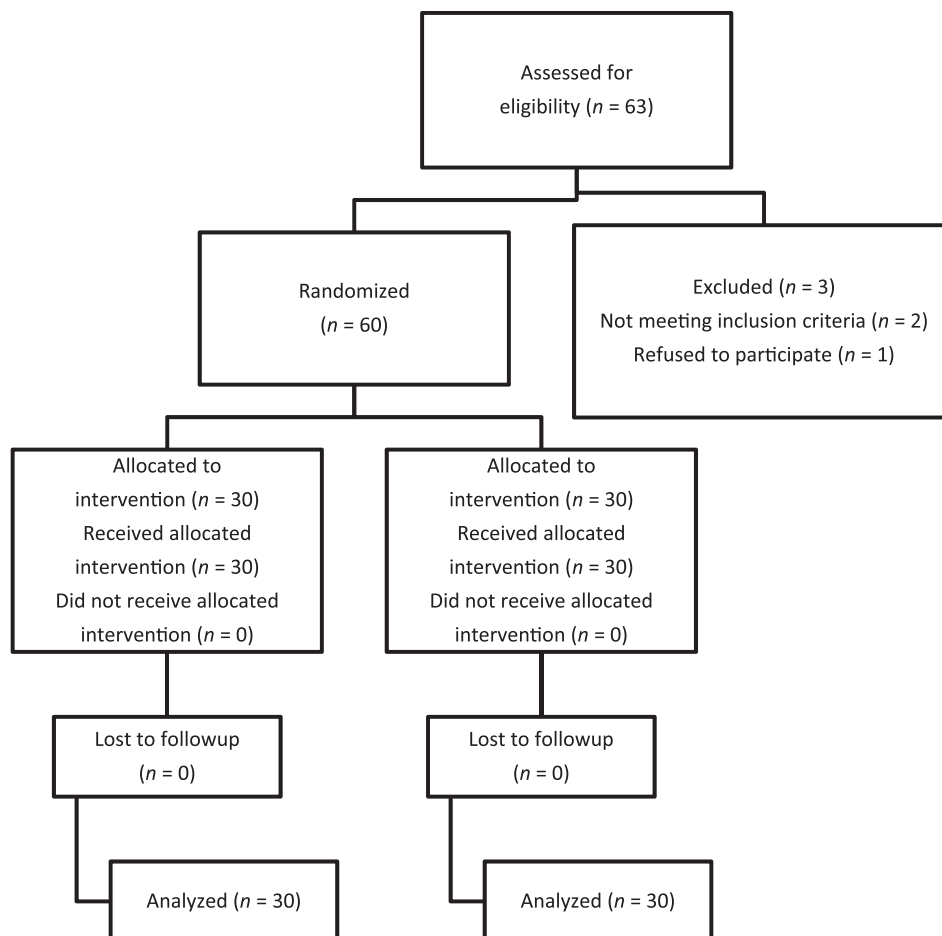 Assessed for
eligibility (n = 63)
Randomized
(n = 60)
Excluded (n = 3)
Not meeting inclusion criteria (n = 2)
Refused to participate (n = 1)
Allocated to
intervention (n = 30)
Received allocated
intervention (n = 30)
Did not receive allocated
intervention (n = 0)
Allocated to
intervention (n = 30)
Received allocated
intervention (n = 30)
Did not receive allocated
intervention (n = 0)
Lost to followup
(n = 0)
Lost to followup
(n = 0)
Analyzed (n = 30)
Analyzed (n = 30)